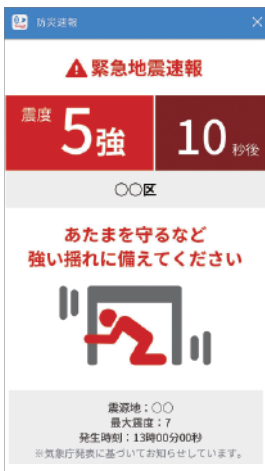 防災速報
緊急地震速報
震度 5強
10 秒後
○○区
あたまを守るなど
強い揺れに備えてください
震源地：○○
最大震度：7
発生時刻：13時00分00秒
※気象庁発表に基づいてお知らせしています。